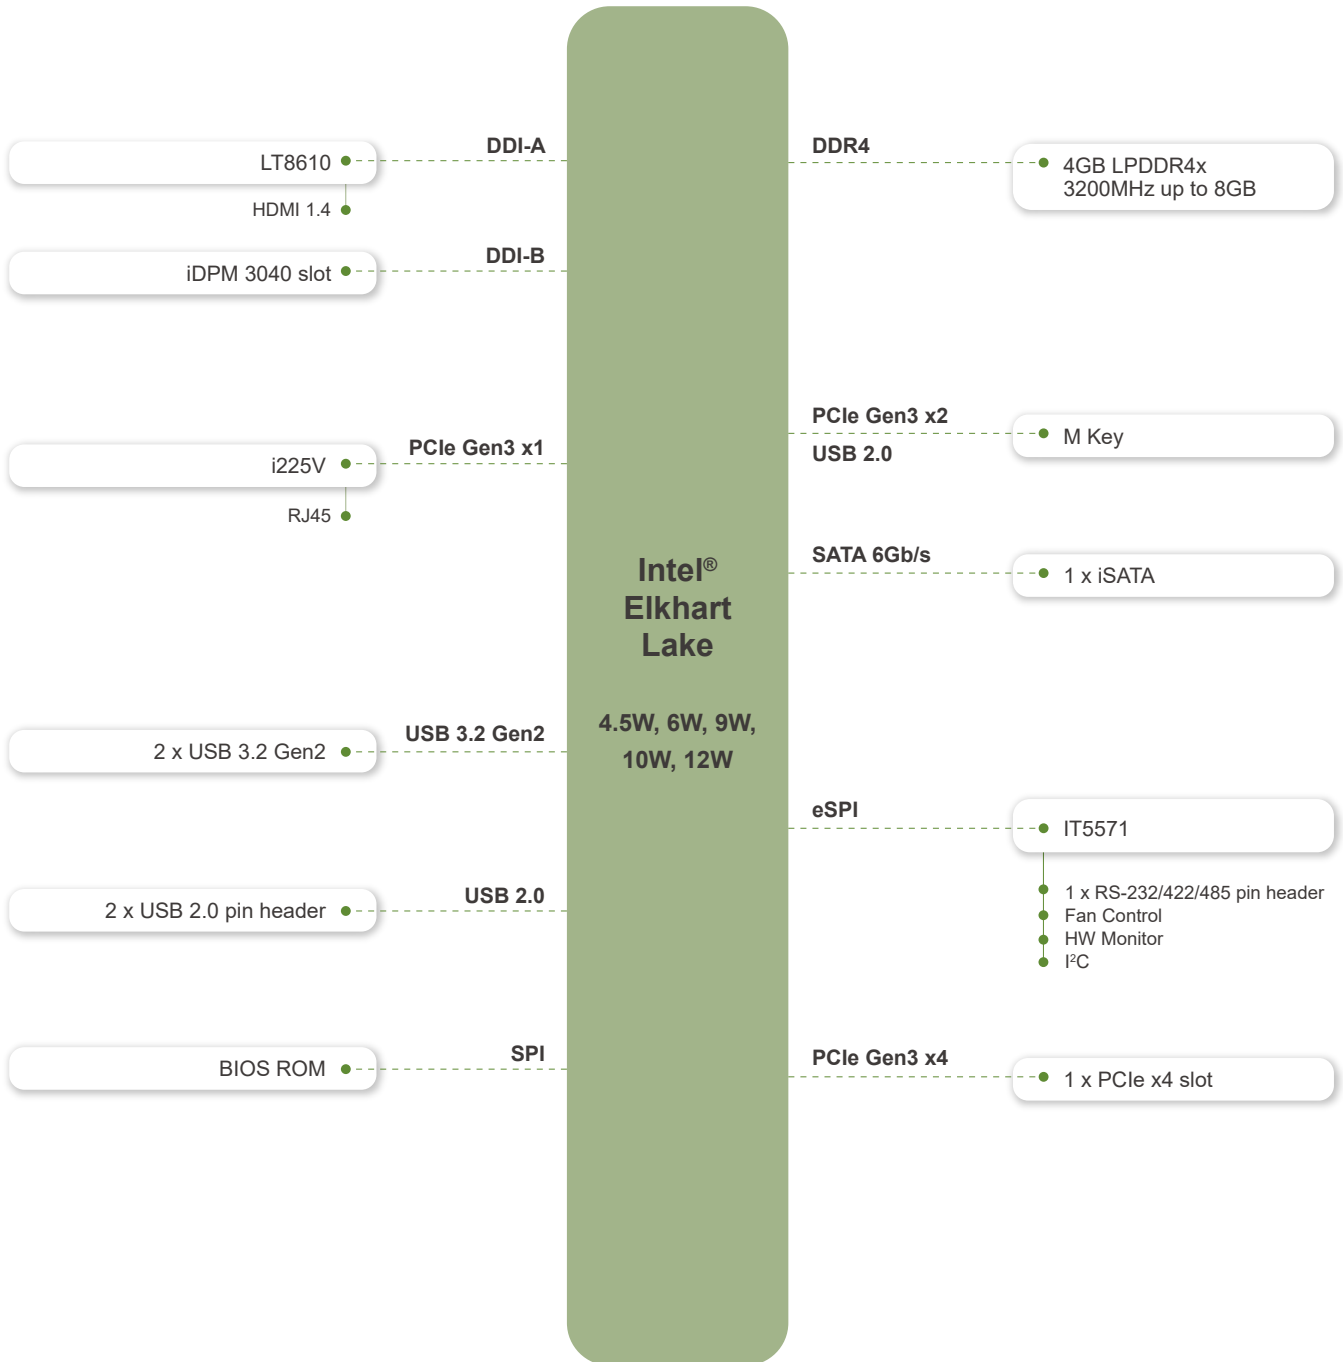 DDI-A
LT8610
HDMI 1.4
DDI-B
iDPM 3040 slot
PCIe Gen3 x1
i225V
RJ45
USB 3.2 Gen2
2 x USB 3.2 Gen2
USB 2.0
2 x USB 2.0 pin header
SPI
BIOS ROM
Intel®
Elkhart
Lake
4.5W, 6W, 9W,
10W, 12W
DDR4
4GB LPDDR4x
3200MHz up to 8GB
PCIe Gen3 x2
USB 2.0
M Key
SATA 6Gb/s
1 x iSATA
eSPI
IT5571
1 x RS-232/422/485 pin header
Fan Control
HW Monitor
I²C
PCIe Gen3 x4
1 x PCIe x4 slot